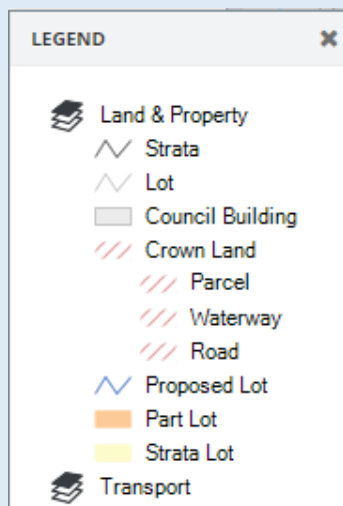 LEGEND
Land & Property
Strata
Lot
Council Building
Crown Land
Parcel
Waterway
Road
Proposed Lot
Part Lot
Strata Lot
Transport